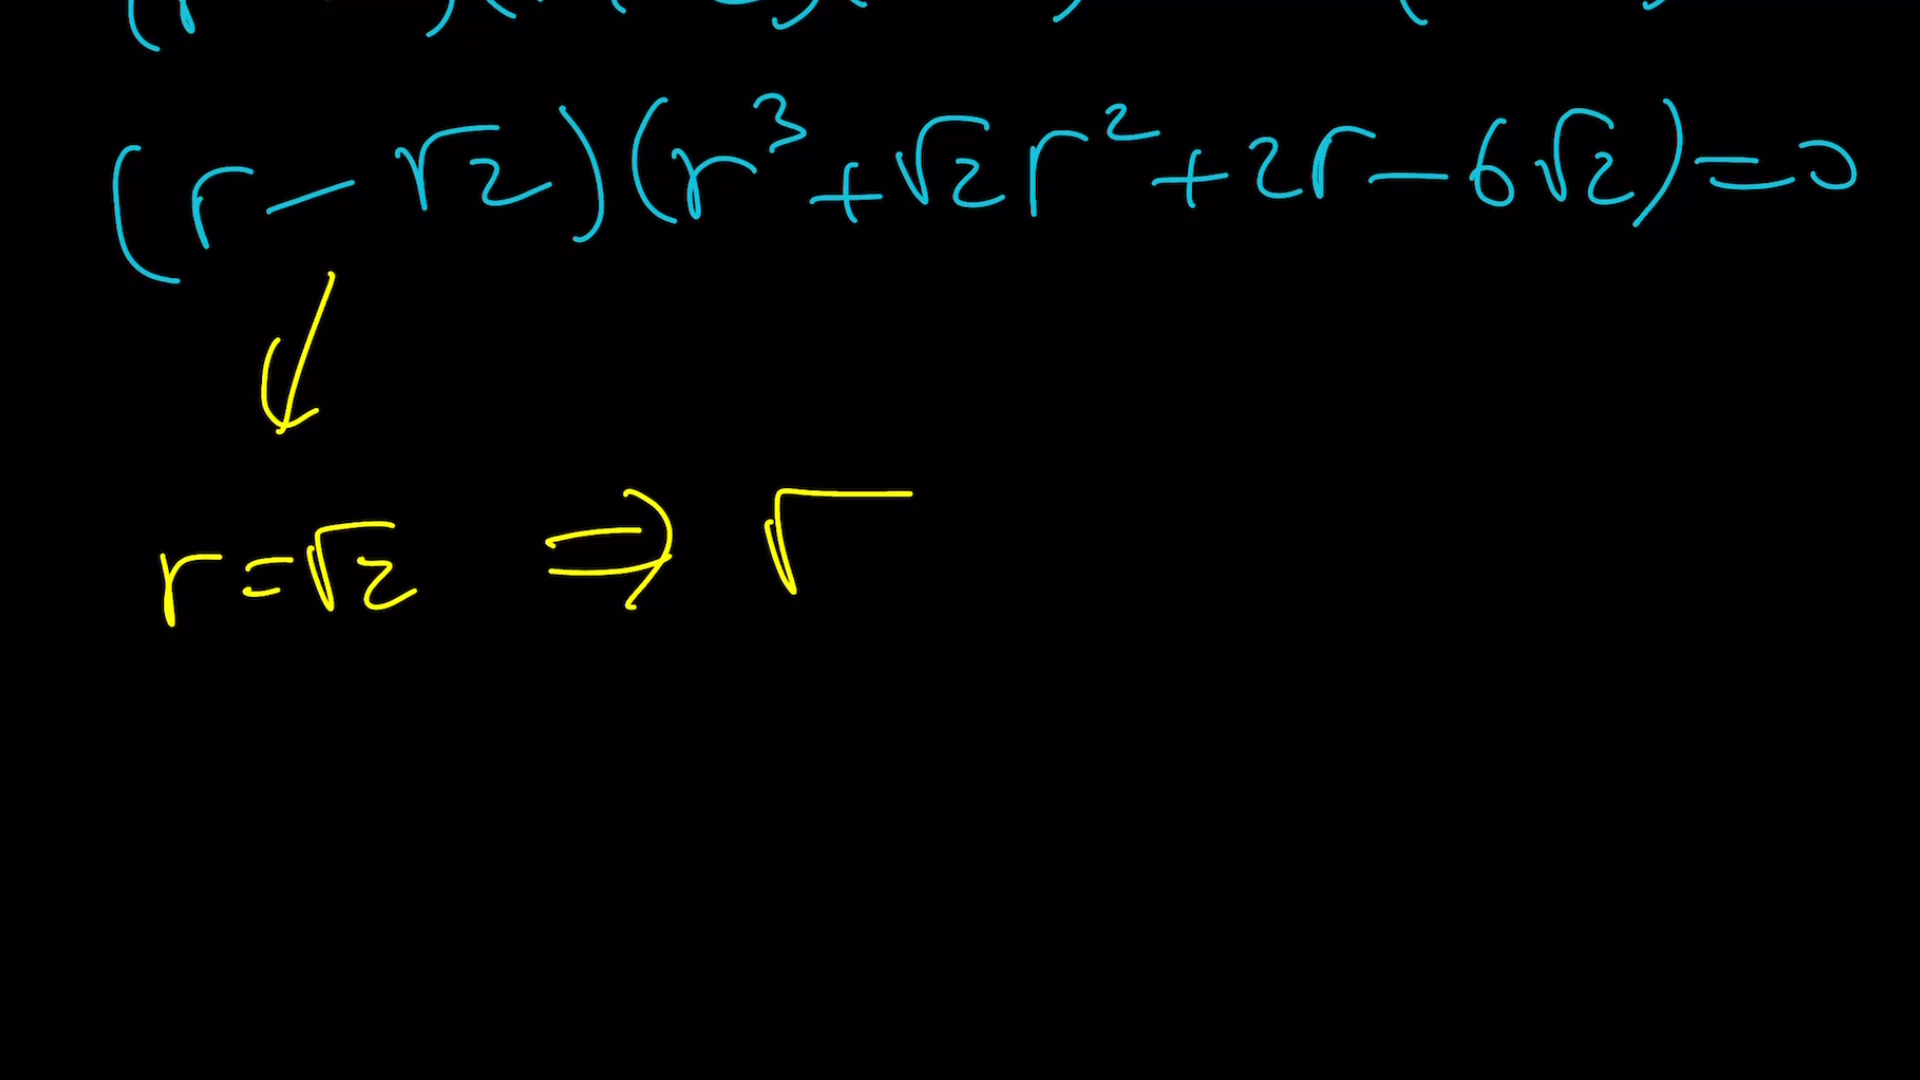 (r - √2)(r³ + √2r² + 2r - 6√2) = 0
r = √2 ⇒ √